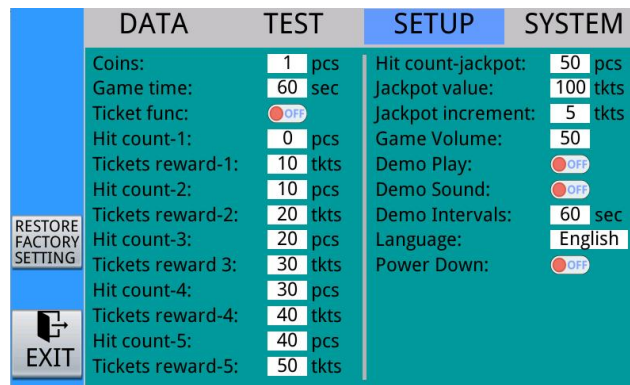 DATA TEST SETUP SYSTEM
Coins: 1 pcs
Game time: 60 sec
Ticket func: OFF
Hit count-1: 0 pcs
Tickets reward-1: 10 tkts
Hit count-2: 10 pcs
Tickets reward-2: 20 tkts
Hit count-3: 20 pcs
Tickets reward 3: 30 tkts
Hit count-4: 30 pcs
Tickets reward-4: 40 tkts
Hit count-5: 40 pcs
Tickets reward-5: 50 tkts
Hit count-jackpot: 50 pcs
Jackpot value: 100 tkts
Jackpot increment: 5 tkts
Game Volume: 50
Demo Play: OFF
Demo Sound: OFF
Demo Intervals: 60 sec
Language: English
Power Down: OFF
RESTORE
FACTORY
SETTING
EXIT